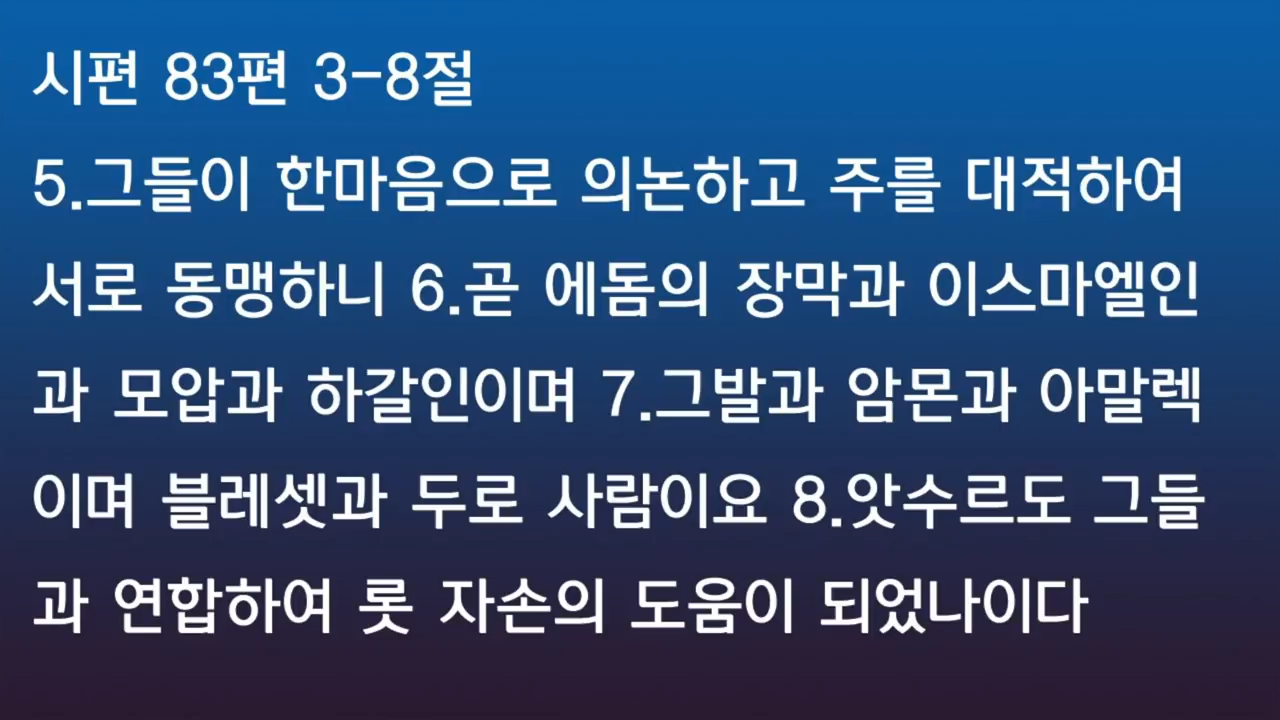 시편 83편 3-8절
5.그들이 한마음으로 의논하고 주를 대적하여
서로 동맹하니 6.곧 에돔의 장막과 이스마엘인
과 모압과 하갈인이며 7.그발과 암몬과 아말렉
이며 블레셋과 두로 사람이요 8.앗수르도 그들
과 연합하여 롯 자손의 도움이 되었나이다